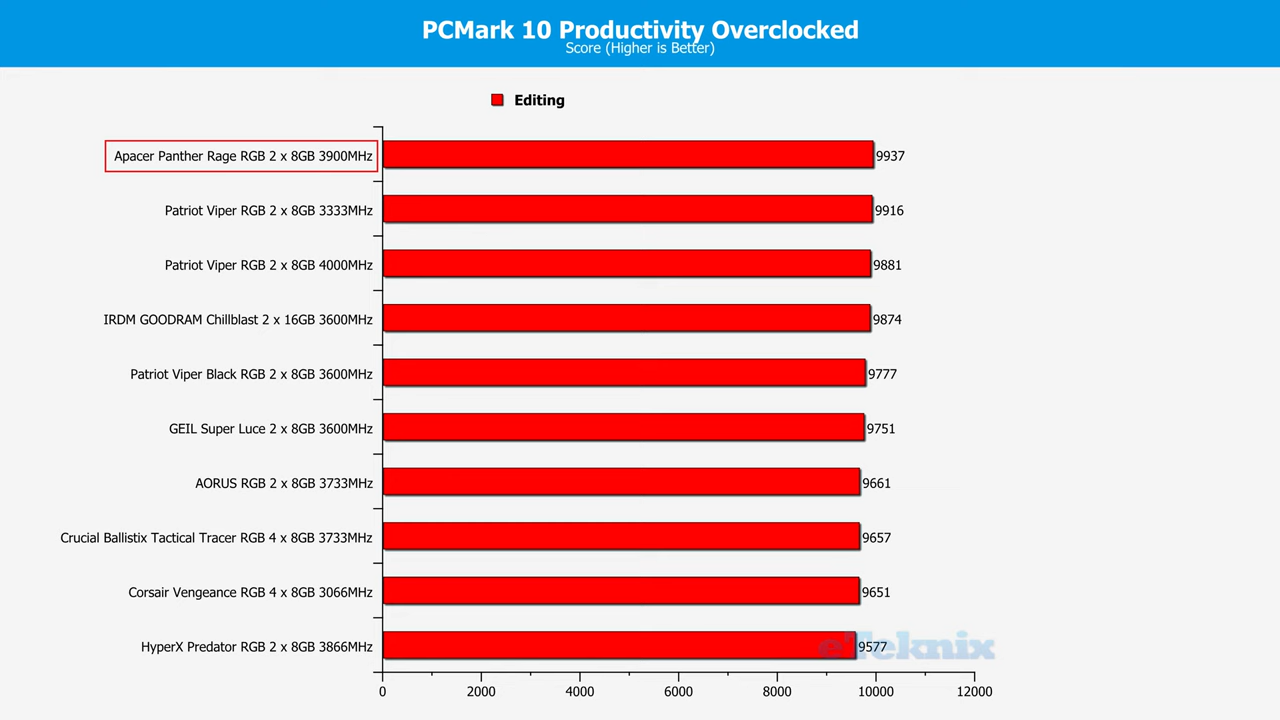 PCMark 10 Productivity Overclocked
Score (Higher is Better)
Editing
Apacer Panther Rage RGB 2 x 8GB 3900MHz 9937
Patriot Viper RGB 2 x 8GB 3333MHz 9916
Patriot Viper RGB 2 x 8GB 4000MHz 9881
IRDM GOODRAM Chillblast 2 x 16GB 3600MHz 9874
Patriot Viper Black RGB 2 x 8GB 3600MHz 9777
GEIL Super Luce 2 x 8GB 3600MHz 9751
AORUS RGB 2 x 8GB 3733MHz 9661
Crucial Ballistix Tactical Tracer RGB 4 x 8GB 3733MHz 9657
Corsair Vengeance RGB 4 x 8GB 3066MHz 9651
HyperX Predator RGB 2 x 8GB 3866MHz 9577
eTeknix
0 2000 4000 6000 8000 10000 12000